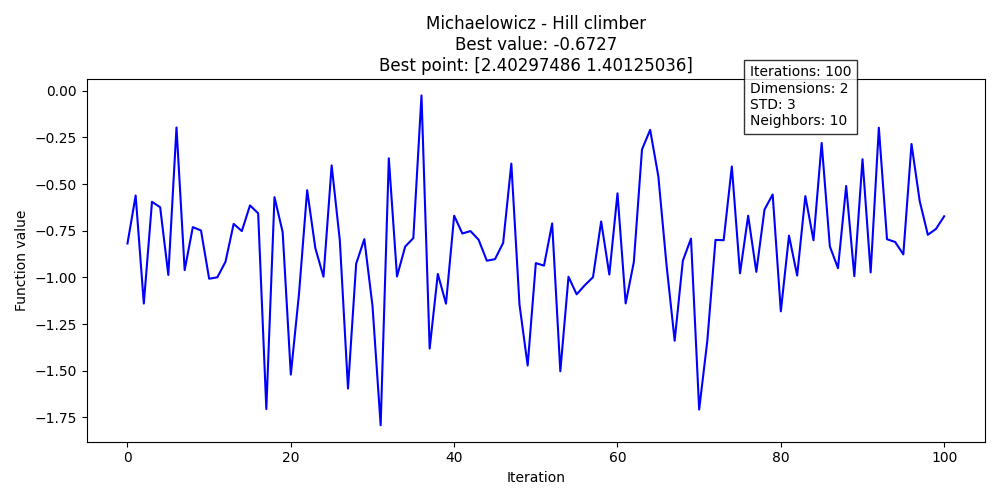 Michaelowicz - Hill climber
Best value: -0.6727
Best point: [2.40297486 1.40125036]
Iterations: 100
Dimensions: 2
STD: 3
Neighbors: 10
Function value
0.00
−0.25
−0.50
−0.75
−1.00
−1.25
−1.50
−1.75
0 20 40 60 80 100
Iteration